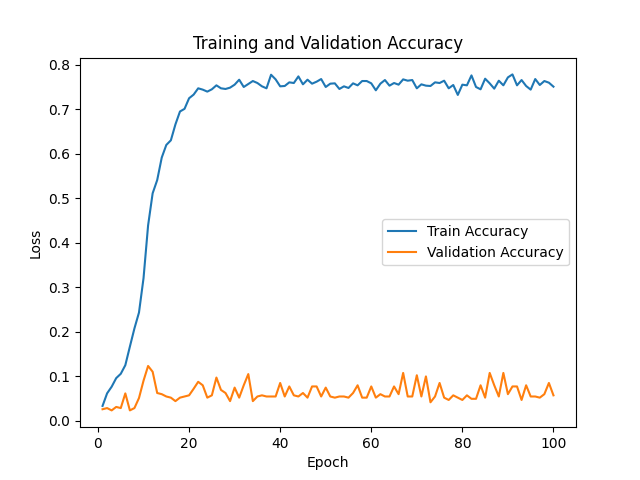 Training and Validation Accuracy
0.8
0.7
0.6
0.5
0.4
0.3
0.2
0.1
0.0
Loss
Train Accuracy
Validation Accuracy
0 20 40 60 80 100
Epoch